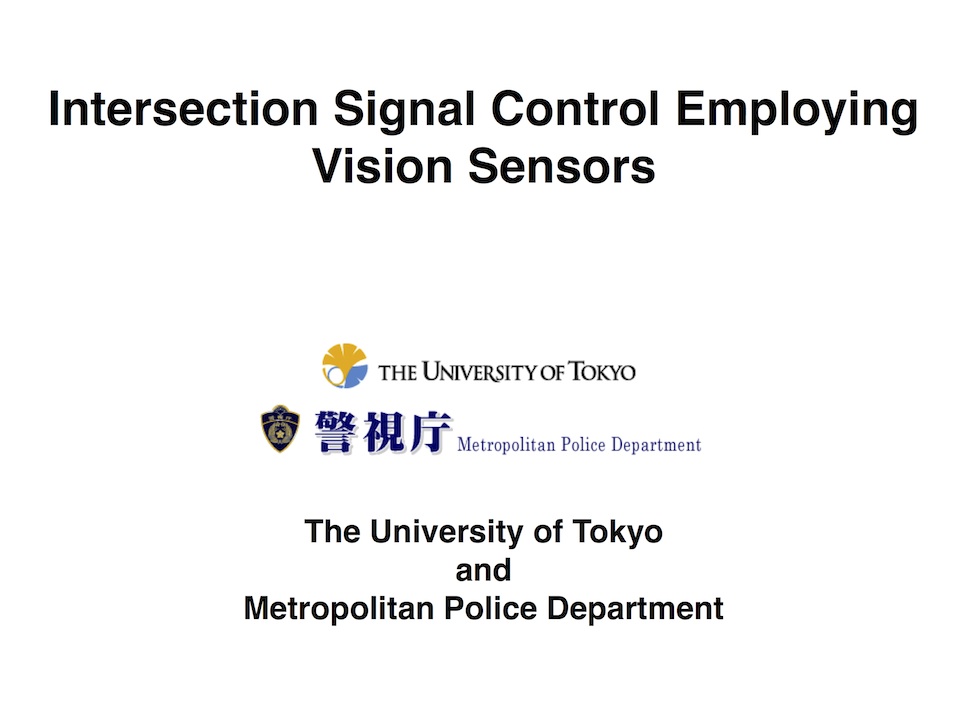 Intersection Signal Control Employing
Vision Sensors
THE UNIVERSITY OF TOKYO
警視庁 Metropolitan Police Department
The University of Tokyo
and
Metropolitan Police Department